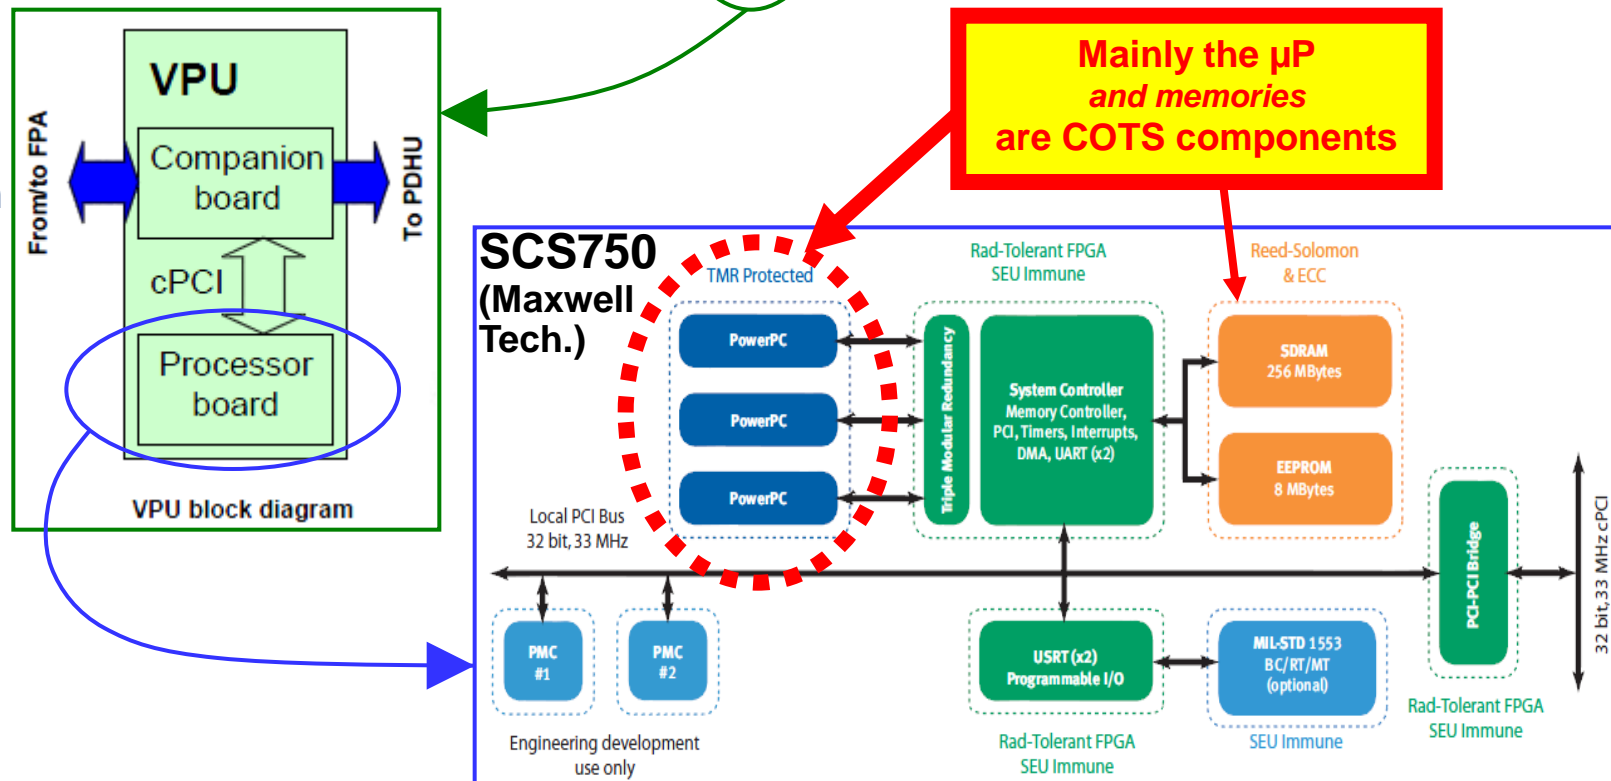 VPU
From/to FPA
Companion
board
To PDHU
cPCI
Processor
board
VPU block diagram
Mainly the µP
and memories
are COTS components
SCS750
(Maxwell
Tech.)
TMR Protected
PowerPC
PowerPC
PowerPC
Rad-Tolerant FPGA
SEU Immune
Triple Modular Redundancy
System Controller
Memory Controller,
PCI, Timers, Interrupts,
DMA, UART (x2)
Reed-Solomon
& ECC
SDRAM
256 MBytes
EEPROM
8 MBytes
Local PCI Bus
32 bit, 33 MHz
PCI-PCI Bridge
32 bit, 33 MHz cPCI
Rad-Tolerant FPGA
SEU Immune
PMC
#1
PMC
#2
Engineering development
use only
USRT (x2)
Programmable I/O
Rad-Tolerant FPGA
SEU Immune
MIL-STD 1553
BC/RT/MT
(optional)
SEU Immune